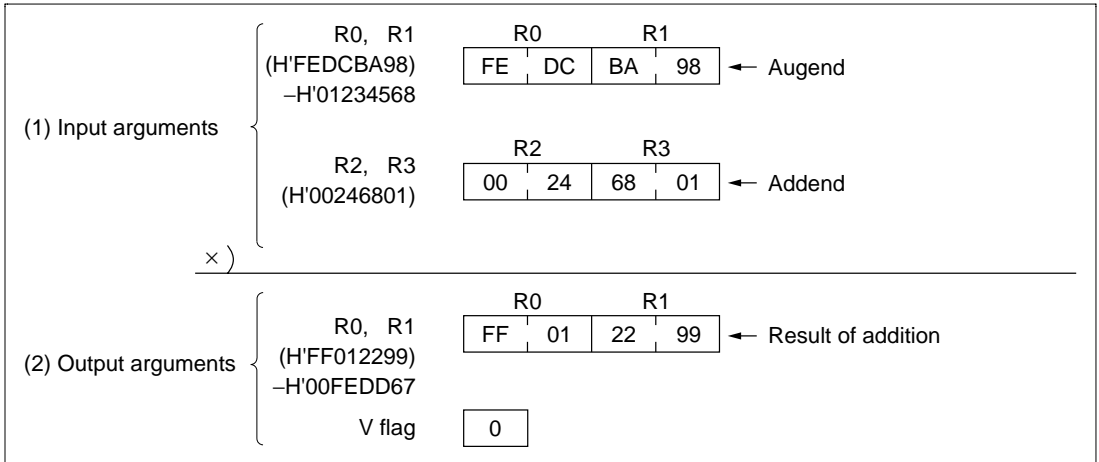 R0, R1 R0 R1
(H'FEDCBA98) FE DC BA 98 ← Augend
–H'01234568
(1) Input arguments
R2, R3 R2 R3
(H'00246801) 00 24 68 01 ← Addend
× )
R0, R1 R0 R1
(H'FF012299) FF 01 22 99 ← Result of addition
(2) Output arguments
–H'00FEDD67
V flag 0